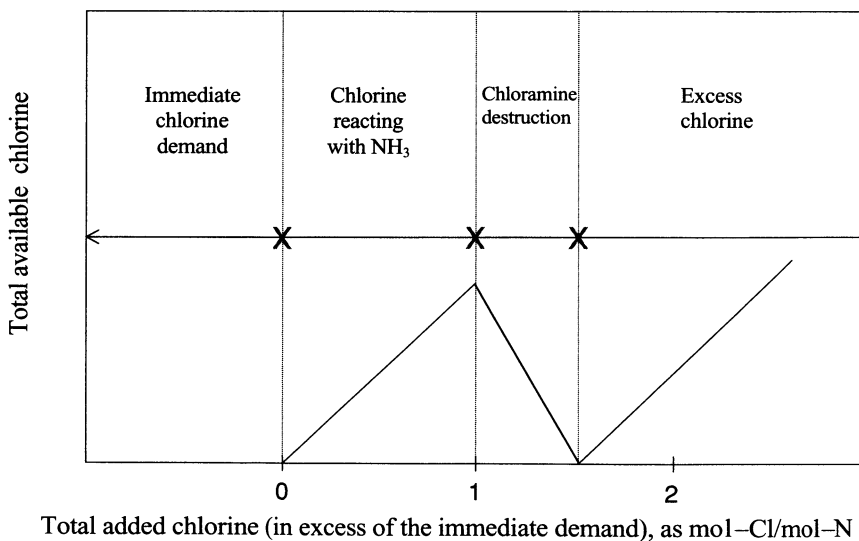 Total available chlorine
Immediate
chlorine
demand
Chlorine
reacting
with NH₃
Chloramine
destruction
Excess
chlorine
0
1
2
Total added chlorine (in excess of the immediate demand), as mol–Cl/mol–N